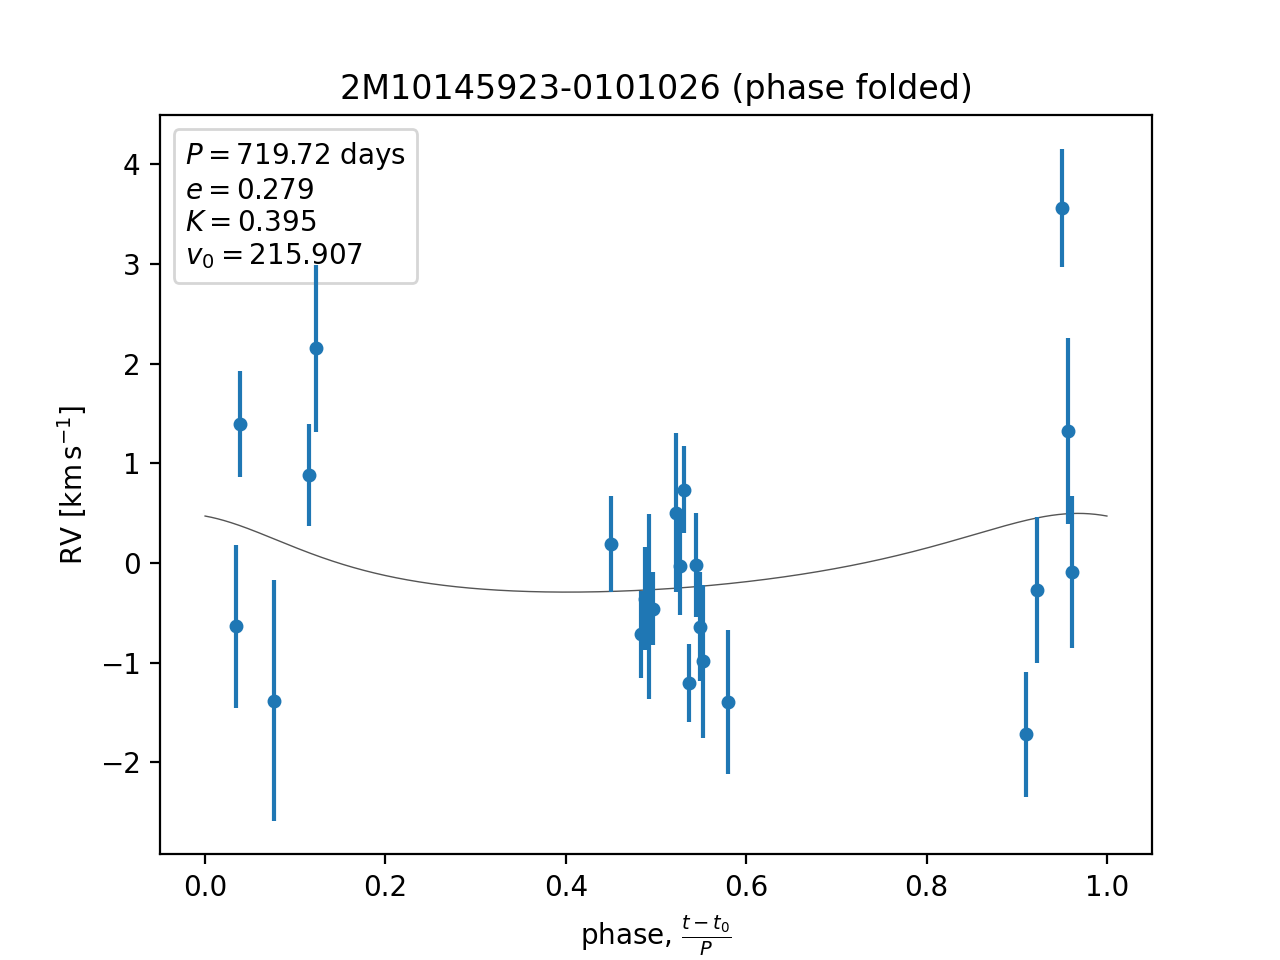 2M10145923-0101026 (phase folded)
P = 719.72 days
e = 0.279
K = 0.395
v₀ = 215.907
4
3
2
1
0
−1
−2
RV [km s⁻¹]
0.0 0.2 0.4 0.6 0.8 1.0
phase, (t − t₀)/P